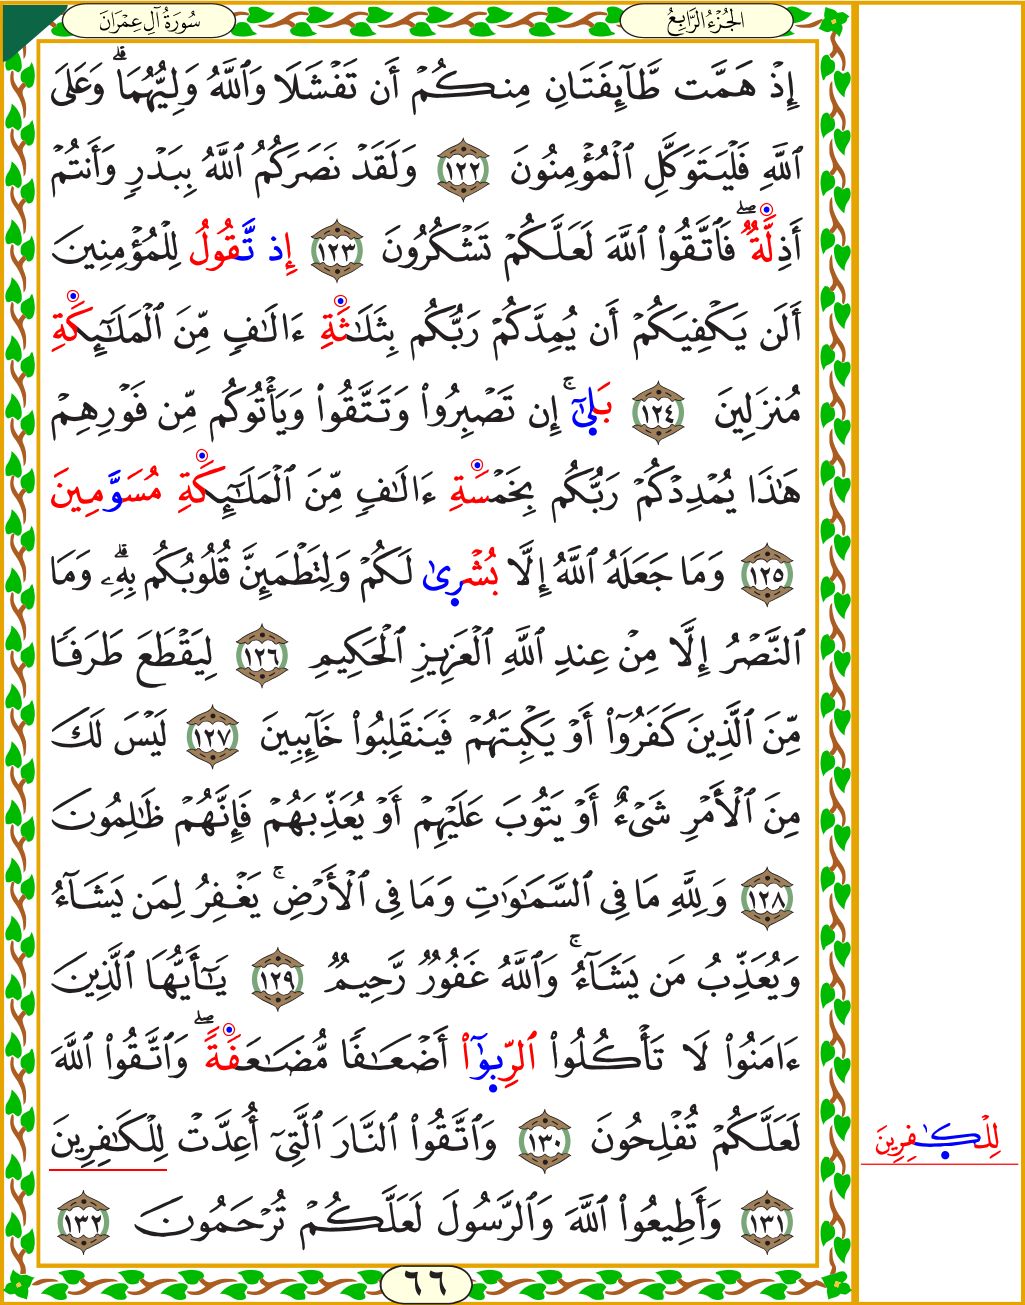 الجُزْءُ الرَّابِعُ
سُورَةُ آلِ عِمْرَانَ
إِذْ هَمَّت طَّآئِفَتَانِ مِنكُمْ أَن تَفْشَلَا وَٱللَّهُ وَلِيُّهُمَاۗ وَعَلَى
ٱللَّهِ فَلْيَتَوَكَّلِ ٱلْمُؤْمِنُونَ ١٢٢ وَلَقَدْ نَصَرَكُمُ ٱللَّهُ بِبَدْرٍ وَأَنتُمْ
أَذِلَّةٌۖ فَٱتَّقُوا۟ ٱللَّهَ لَعَلَّكُمْ تَشْكُرُونَ ١٢٣ إِذ تَّقُولُ لِلْمُؤْمِنِينَ
أَلَن يَكْفِيَكُمْ أَن يُمِدَّكُمْ رَبُّكُم بِثَلَٰثَةِ ءَالَٰفٍ مِّنَ ٱلْمَلَٰٓئِكَةِ
مُنزَلِينَ ١٢٤ بَلَىٰٓۚ إِن تَصْبِرُوا۟ وَتَتَّقُوا۟ وَيَأْتُوكُم مِّن فَوْرِهِمْ
هَٰذَا يُمْدِدْكُمْ رَبُّكُم بِخَمْسَةِ ءَالَٰفٍ مِّنَ ٱلْمَلَٰٓئِكَةِ مُسَوَّمِينَ
١٢٥ وَمَا جَعَلَهُ ٱللَّهُ إِلَّا بُشْرِىٰ لَكُمْ وَلِتَطْمَئِنَّ قُلُوبُكُم بِهِۦۗ وَمَا
ٱلنَّصْرُ إِلَّا مِنْ عِندِ ٱللَّهِ ٱلْعَزِيزِ ٱلْحَكِيمِ ١٢٦ لِيَقْطَعَ طَرَفًا
مِّنَ ٱلَّذِينَ كَفَرُوٓا۟ أَوْ يَكْبِتَهُمْ فَيَنقَلِبُوا۟ خَآئِبِينَ ١٢٧ لَيْسَ لَكَ
مِنَ ٱلْأَمْرِ شَىْءٌ أَوْ يَتُوبَ عَلَيْهِمْ أَوْ يُعَذِّبَهُمْ فَإِنَّهُمْ ظَٰلِمُونَ
١٢٨ وَلِلَّهِ مَا فِى ٱلسَّمَٰوَٰتِ وَمَا فِى ٱلْأَرْضِۚ يَغْفِرُ لِمَن يَشَآءُ
وَيُعَذِّبُ مَن يَشَآءُۚ وَٱللَّهُ غَفُورٌ رَّحِيمٌ ١٢٩ يَٰٓأَيُّهَا ٱلَّذِينَ
ءَامَنُوا۟ لَا تَأْكُلُوا۟ ٱلرِّبِوٰٓا۟ أَضْعَٰفًا مُّضَٰعَفَةًۖ وَٱتَّقُوا۟ ٱللَّهَ
لَعَلَّكُمْ تُفْلِحُونَ ١٣٠ وَٱتَّقُوا۟ ٱلنَّارَ ٱلَّتِىٓ أُعِدَّتْ لِلْكَٰفِرِينَ
لِلْكَٰفِرِينَ
١٣١ وَأَطِيعُوا۟ ٱللَّهَ وَٱلرَّسُولَ لَعَلَّكُمْ تُرْحَمُونَ ١٣٢
٦٦